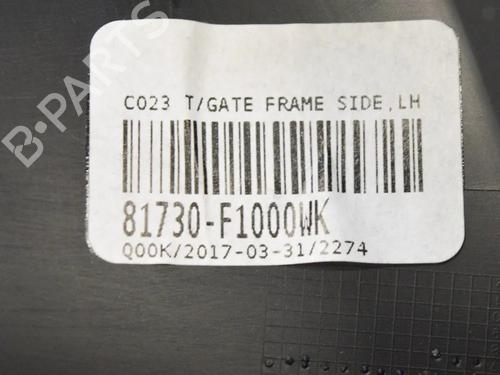 C023 T/GATE FRAME SIDE,LH
81730-F1000WK
Q00K/2017-03-31/2274
B-PARTS